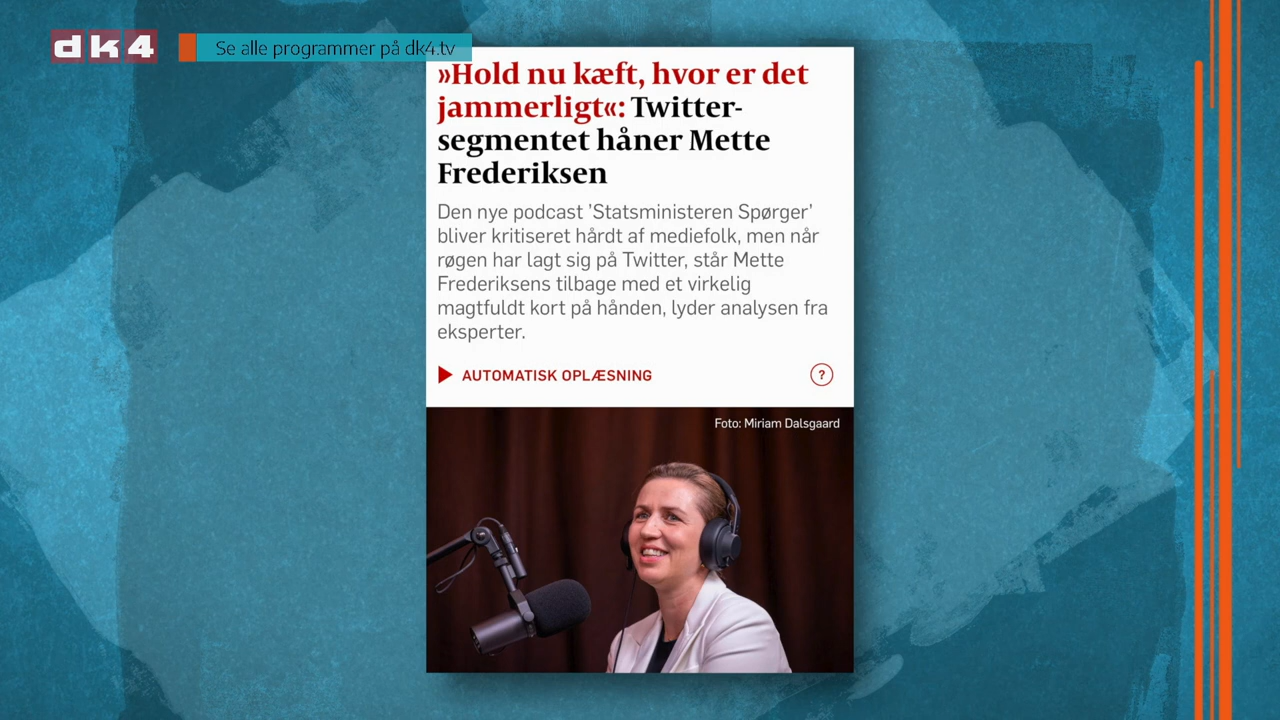 dk4
Se alle programmer på dk4.tv
»Hold nu kæft, hvor er det
jammerligt«: Twitter-
segmentet håner Mette
Frederiksen
Den nye podcast ’Statsministeren Spørger’
bliver kritiseret hårdt af mediefolk, men når
røgen har lagt sig på Twitter, står Mette
Frederiksens tilbage med et virkelig
magtfuldt kort på hånden, lyder analysen fra
eksperter.
AUTOMATISK OPLÆSNING
?
Foto: Miriam Dalsgaard